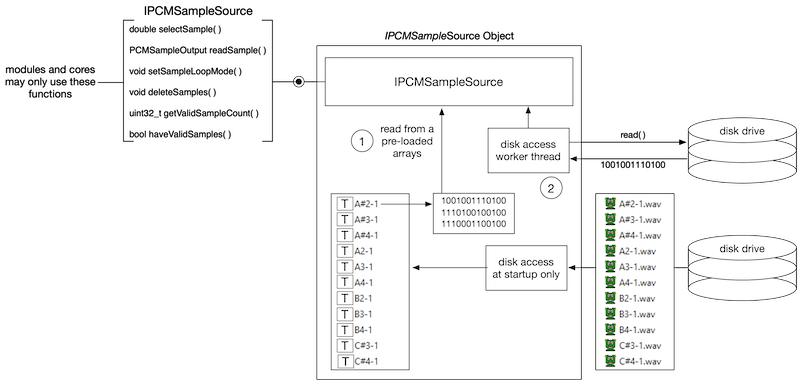 IPCMSampleSource
double selectSample( )
PCMSampleOutput readSample( )
void setSampleLoopMode( )
void deleteSamples( )
uint32_t getValidSampleCount( )
bool haveValidSamples( )
modules and cores
may only use these
functions
IPCMSampleSource Object
IPCMSampleSource
1
read from a
pre-loaded
arrays
disk access
worker thread
2
read( )
1001001110100
disk drive
T A#2-1
T A#3-1
T A#4-1
T A2-1
T A3-1
T A4-1
T B2-1
T B3-1
T B4-1
T C#3-1
T C#4-1
1001001110100
1110100100100
1110001100100
disk access
at startup only
A#2-1.wav
A#3-1.wav
A#4-1.wav
A2-1.wav
A3-1.wav
A4-1.wav
B2-1.wav
B3-1.wav
B4-1.wav
C#3-1.wav
C#4-1.wav
disk drive